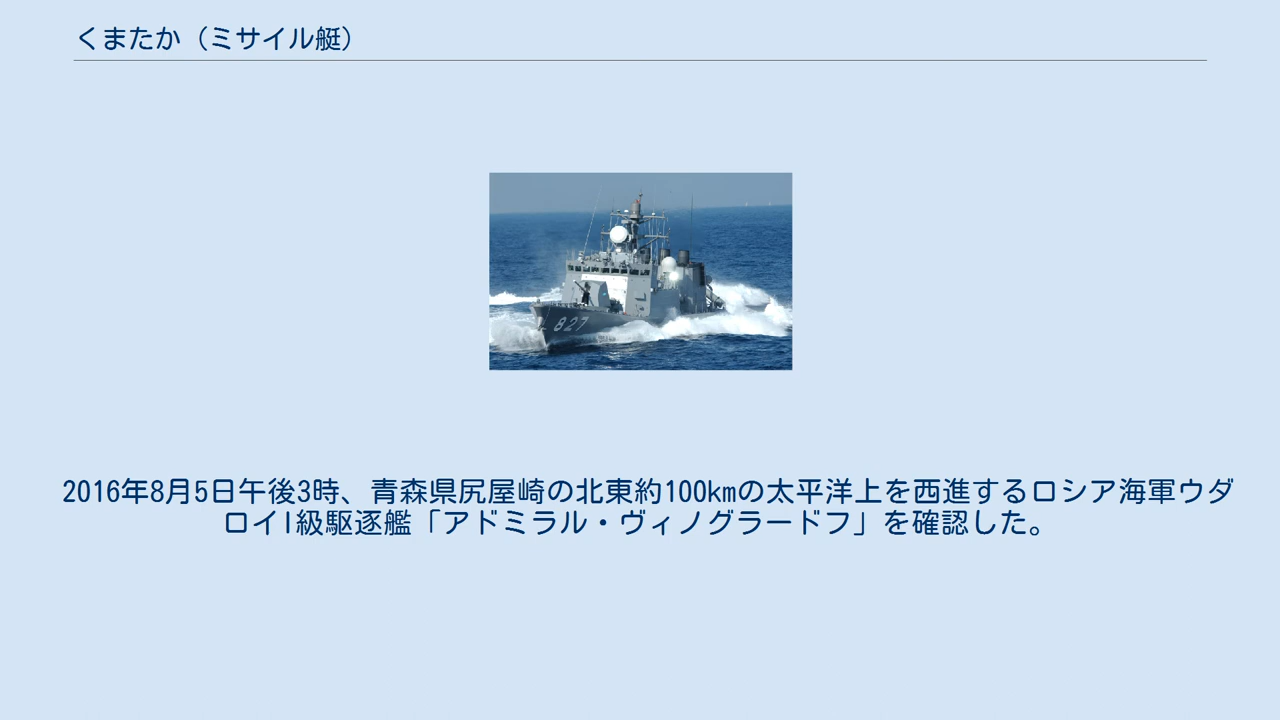 くまたか（ミサイル艇）
827
2016年8月5日午後3時、青森県尻屋崎の北東約100kmの太平洋上を西進するロシア海軍ウダ
ロイI級駆逐艦「アドミラル・ヴィノグラードフ」を確認した。